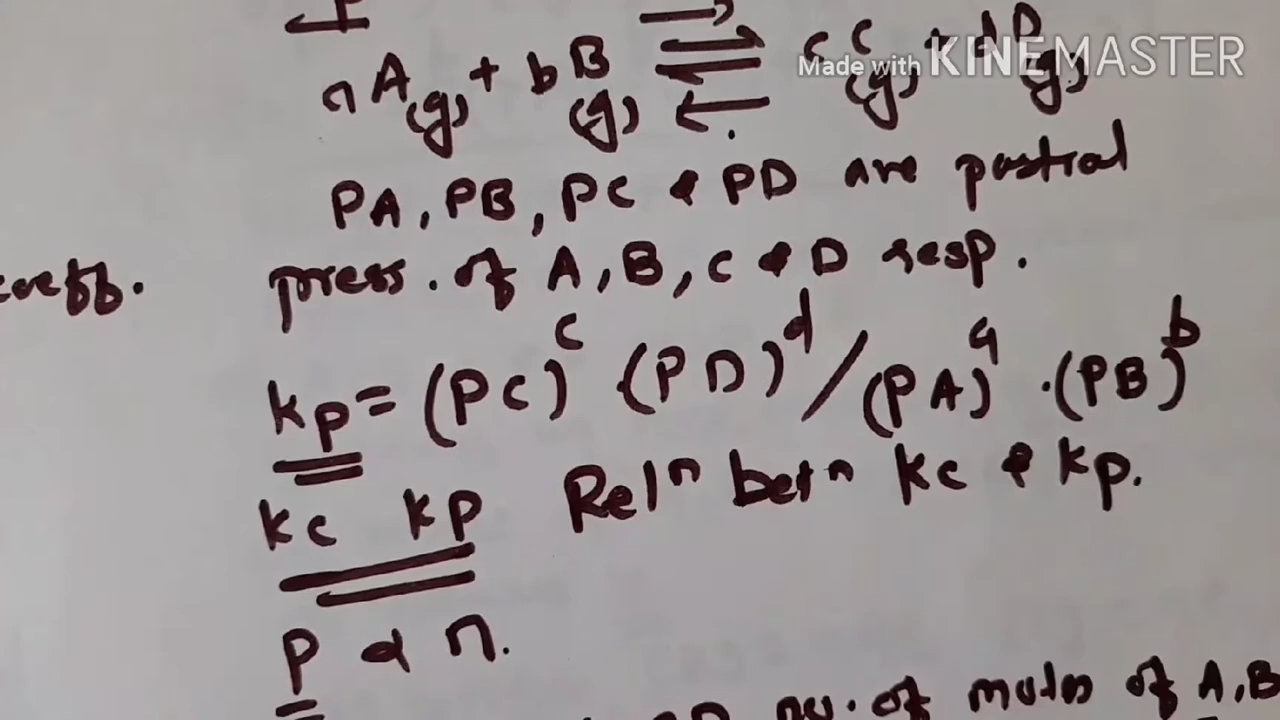 aA(g) + bB(g) ⇌ cC(g) + dD(g)
Made with KINEMASTER
PA, PB, PC & PD are partial
coeff. press. of A, B, C & D resp.
kp = (PC)^c · (PD)^d / (PA)^a · (PB)^b
kc kp Relⁿ betⁿ kc & kp.
P α n.
no. of moles of A, B